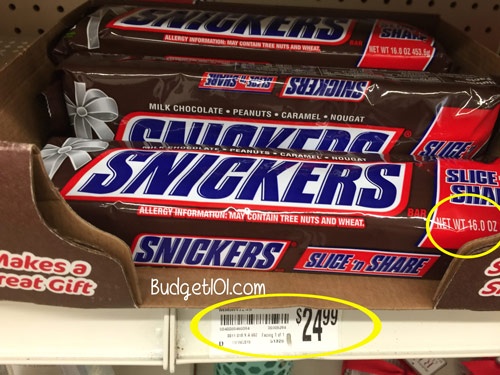 SLICE 'n
SHARE
SNICKERS
BAR
ALLERGY INFORMATION: MAY CONTAIN TREE NUTS AND WHEAT.
NET WT 16.0 OZ 453.6g
SNICKERS
SLICE 'n SHARE
MILK CHOCOLATE • PEANUTS • CARAMEL • NOUGAT
SNICKERS
MILK CHOCOLATE • PEANUTS • CARAMEL • NOUGAT
SNICKERS
BAR
SLICE 'n
SHARE
ALLERGY INFORMATION: MAY CONTAIN TREE NUTS AND WHEAT.
NET WT 16.0 OZ
SNICKERS
SLICE 'n SHARE
Makes a
Great Gift
Budget101.com
$24.99